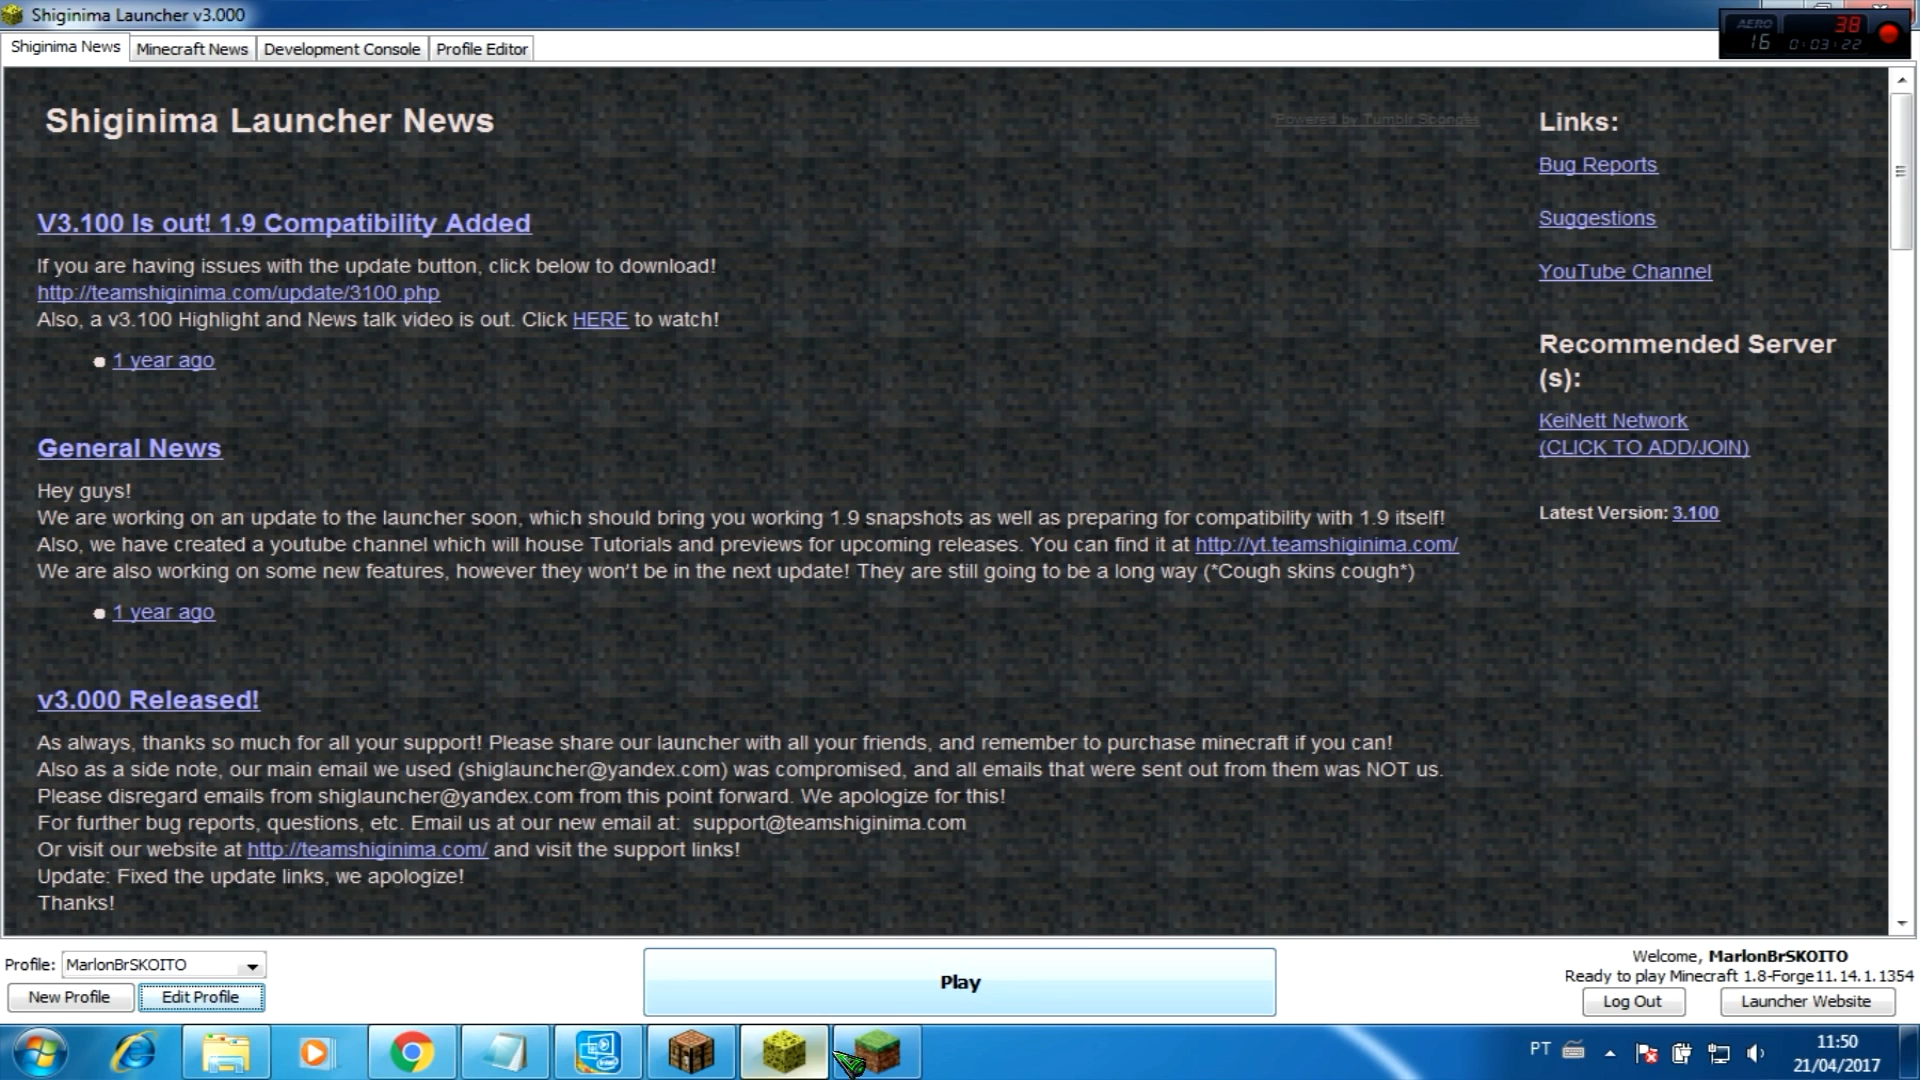 Shiginima Launcher v3.000
AERO
16
38
0:03:22
Shiginima News
Minecraft News
Development Console
Profile Editor
Shiginima Launcher News
Powered by Tumblr Sponges
V3.100 Is out! 1.9 Compatibility Added
If you are having issues with the update button, click below to download!
http://teamshiginima.com/update/3100.php
Also, a v3.100 Highlight and News talk video is out. Click HERE to watch!
1 year ago
General News
Hey guys!
We are working on an update to the launcher soon, which should bring you working 1.9 snapshots as well as preparing for compatibility with 1.9 itself!
Also, we have created a youtube channel which will house Tutorials and previews for upcoming releases. You can find it at http://yt.teamshiginima.com/
We are also working on some new features, however they won't be in the next update! They are still going to be a long way (*Cough skins cough*)
1 year ago
v3.000 Released!
As always, thanks so much for all your support! Please share our launcher with all your friends, and remember to purchase minecraft if you can!
Also as a side note, our main email we used (shiglauncher@yandex.com) was compromised, and all emails that were sent out from them was NOT us.
Please disregard emails from shiglauncher@yandex.com from this point forward. We apologize for this!
For further bug reports, questions, etc. Email us at our new email at: support@teamshiginima.com
Or visit our website at http://teamshiginima.com/ and visit the support links!
Update: Fixed the update links, we apologize!
Thanks!
Links:
Bug Reports
Suggestions
YouTube Channel
Recommended Server
(s):
KeiNett Network
(CLICK TO ADD/JOIN)
Latest Version: 3.100
Profile: MarlonBrSKOITO
New Profile
Edit Profile
Play
Welcome, MarlonBrSKOITO
Ready to play Minecraft 1.8-Forge11.14.1.1354
Log Out
Launcher Website
PT
11:50
21/04/2017